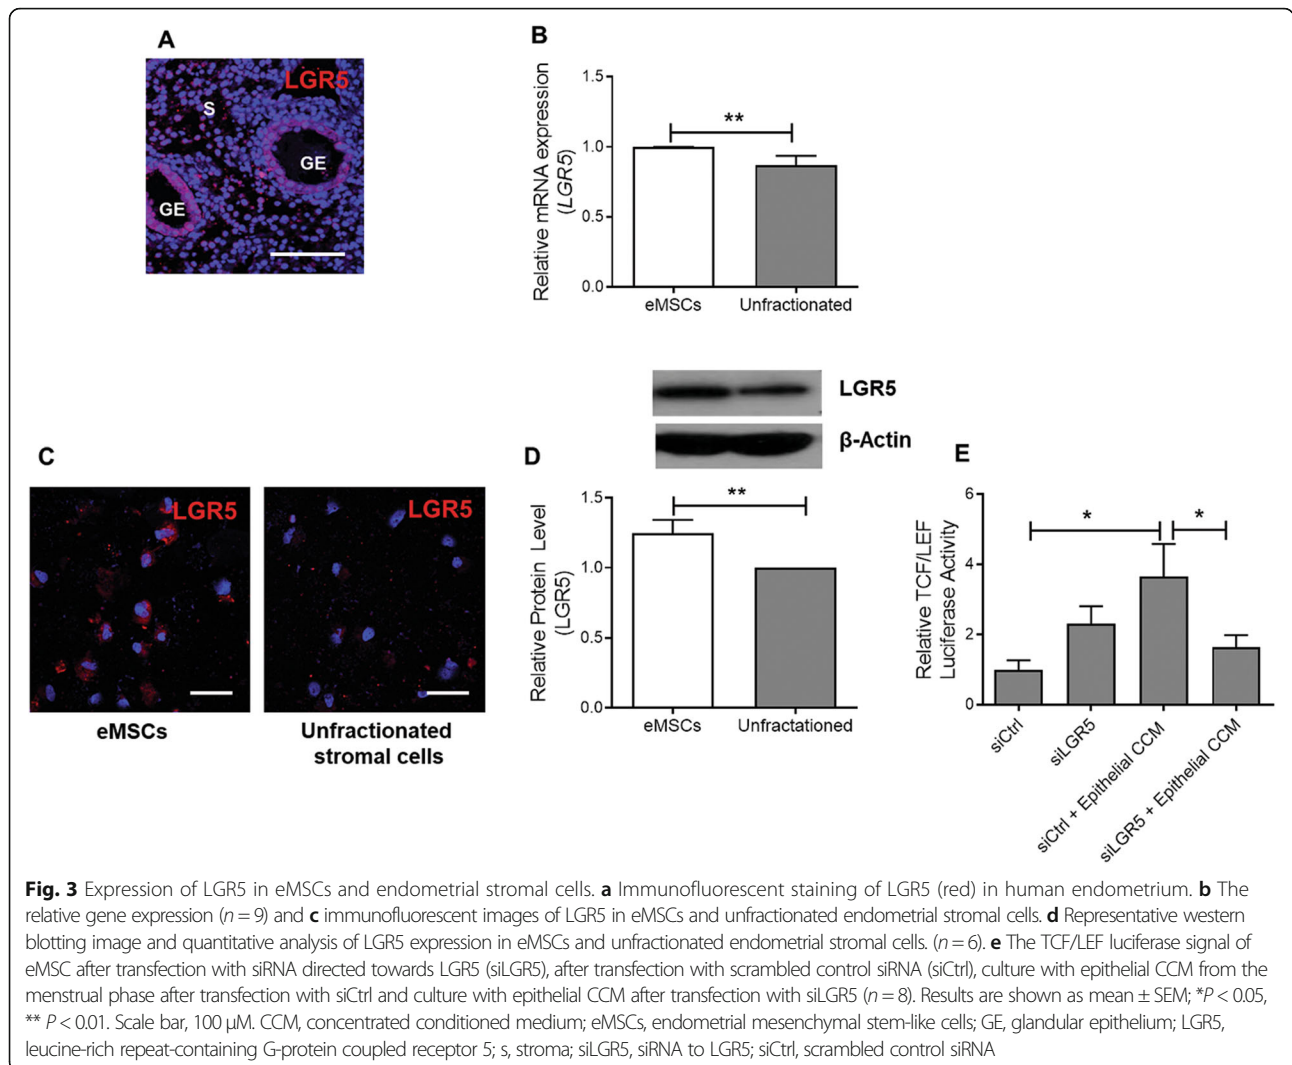 A
LGR5
S
GE
GE
B
Relative mRNA expression
(LGR5)
1.5
1.0
0.5
0.0
**
eMSCs
Unfractionated
LGR5
β-Actin
C
LGR5
LGR5
eMSCs
Unfractionated
stromal cells
D
Relative Protein Level
(LGR5)
1.5
1.0
0.5
0.0
**
eMSCs
Unfractationed
E
Relative TCF/LEF
Luciferase Activity
6
4
2
0
*
*
siCtrl
siLGR5
siCtrl + Epithelial CCM
siLGR5 + Epithelial CCM
Fig. 3 Expression of LGR5 in eMSCs and endometrial stromal cells. a Immunofluorescent staining of LGR5 (red) in human endometrium. b The
relative gene expression (n = 9) and c immunofluorescent images of LGR5 in eMSCs and unfractionated endometrial stromal cells. d Representative western
blotting image and quantitative analysis of LGR5 expression in eMSCs and unfractionated endometrial stromal cells. (n = 6). e The TCF/LEF luciferase signal of
eMSC after transfection with siRNA directed towards LGR5 (siLGR5), after transfection with scrambled control siRNA (siCtrl), culture with epithelial CCM from the
menstrual phase after transfection with siCtrl and culture with epithelial CCM after transfection with siLGR5 (n = 8). Results are shown as mean ± SEM; *P < 0.05,
** P < 0.01. Scale bar, 100 μM. CCM, concentrated conditioned medium; eMSCs, endometrial mesenchymal stem-like cells; GE, glandular epithelium; LGR5,
leucine-rich repeat-containing G-protein coupled receptor 5; s, stroma; siLGR5, siRNA to LGR5; siCtrl, scrambled control siRNA